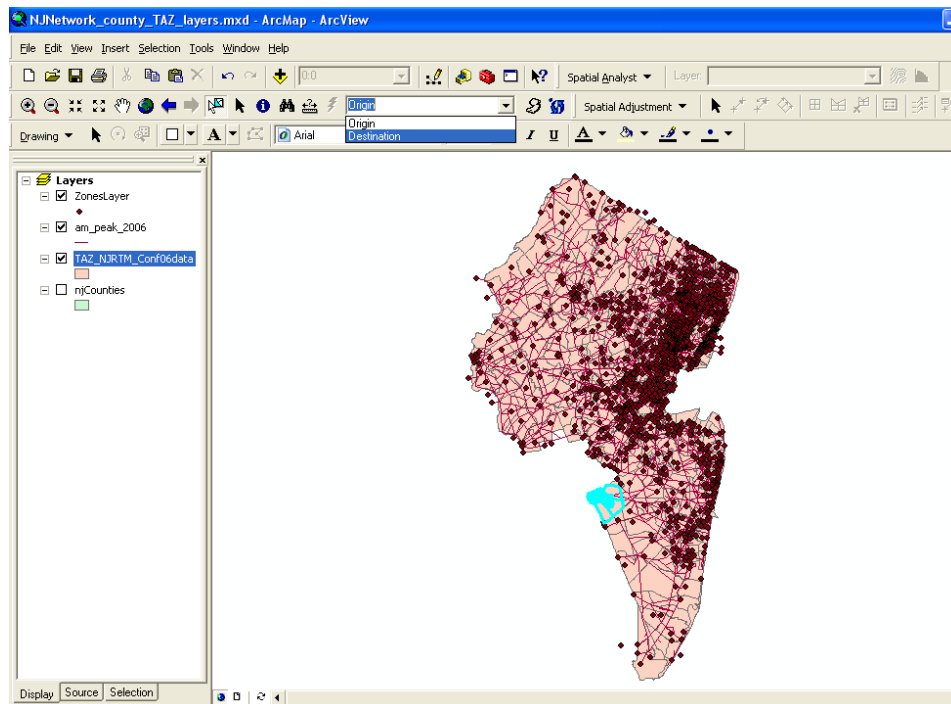 NJNetwork_county_TAZ_layers.mxd - ArcMap - ArcView
File Edit View Insert Selection Tools Window Help
0:0 Spatial Analyst Layer:
Origin Spatial Adjustment
Origin
Destination
Drawing A Arial I U A
Layers
ZonesLayer
am_peak_2006
TAZ_NJRTM_Conf06data
njCounties
Display Source Selection